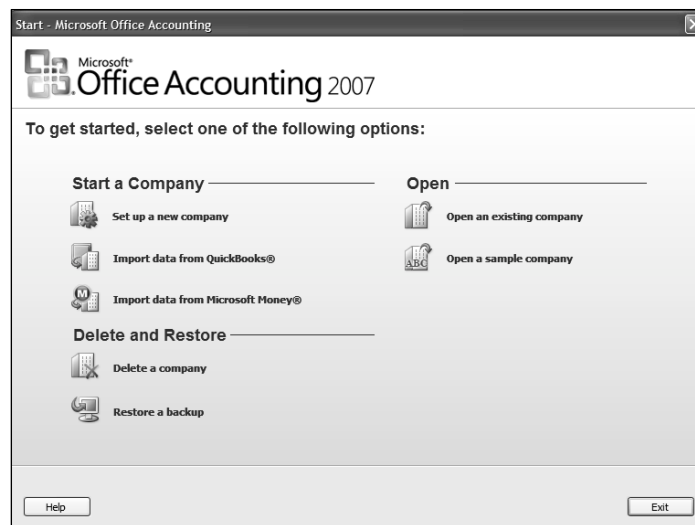 Start - Microsoft Office Accounting
Microsoft®
Office Accounting 2007
To get started, select one of the following options:
Start a Company
Set up a new company
Import data from QuickBooks®
Import data from Microsoft Money®
Delete and Restore
Delete a company
Restore a backup
Open
Open an existing company
ABC
Open a sample company
Help
Exit